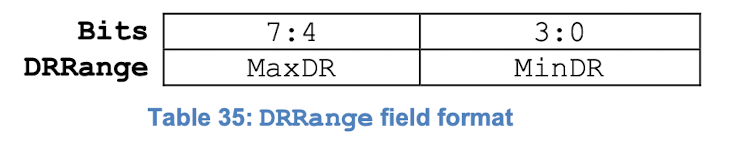 Bits 7:4 3:0
DRRange MaxDR MinDR
Table 35: DRRange field format